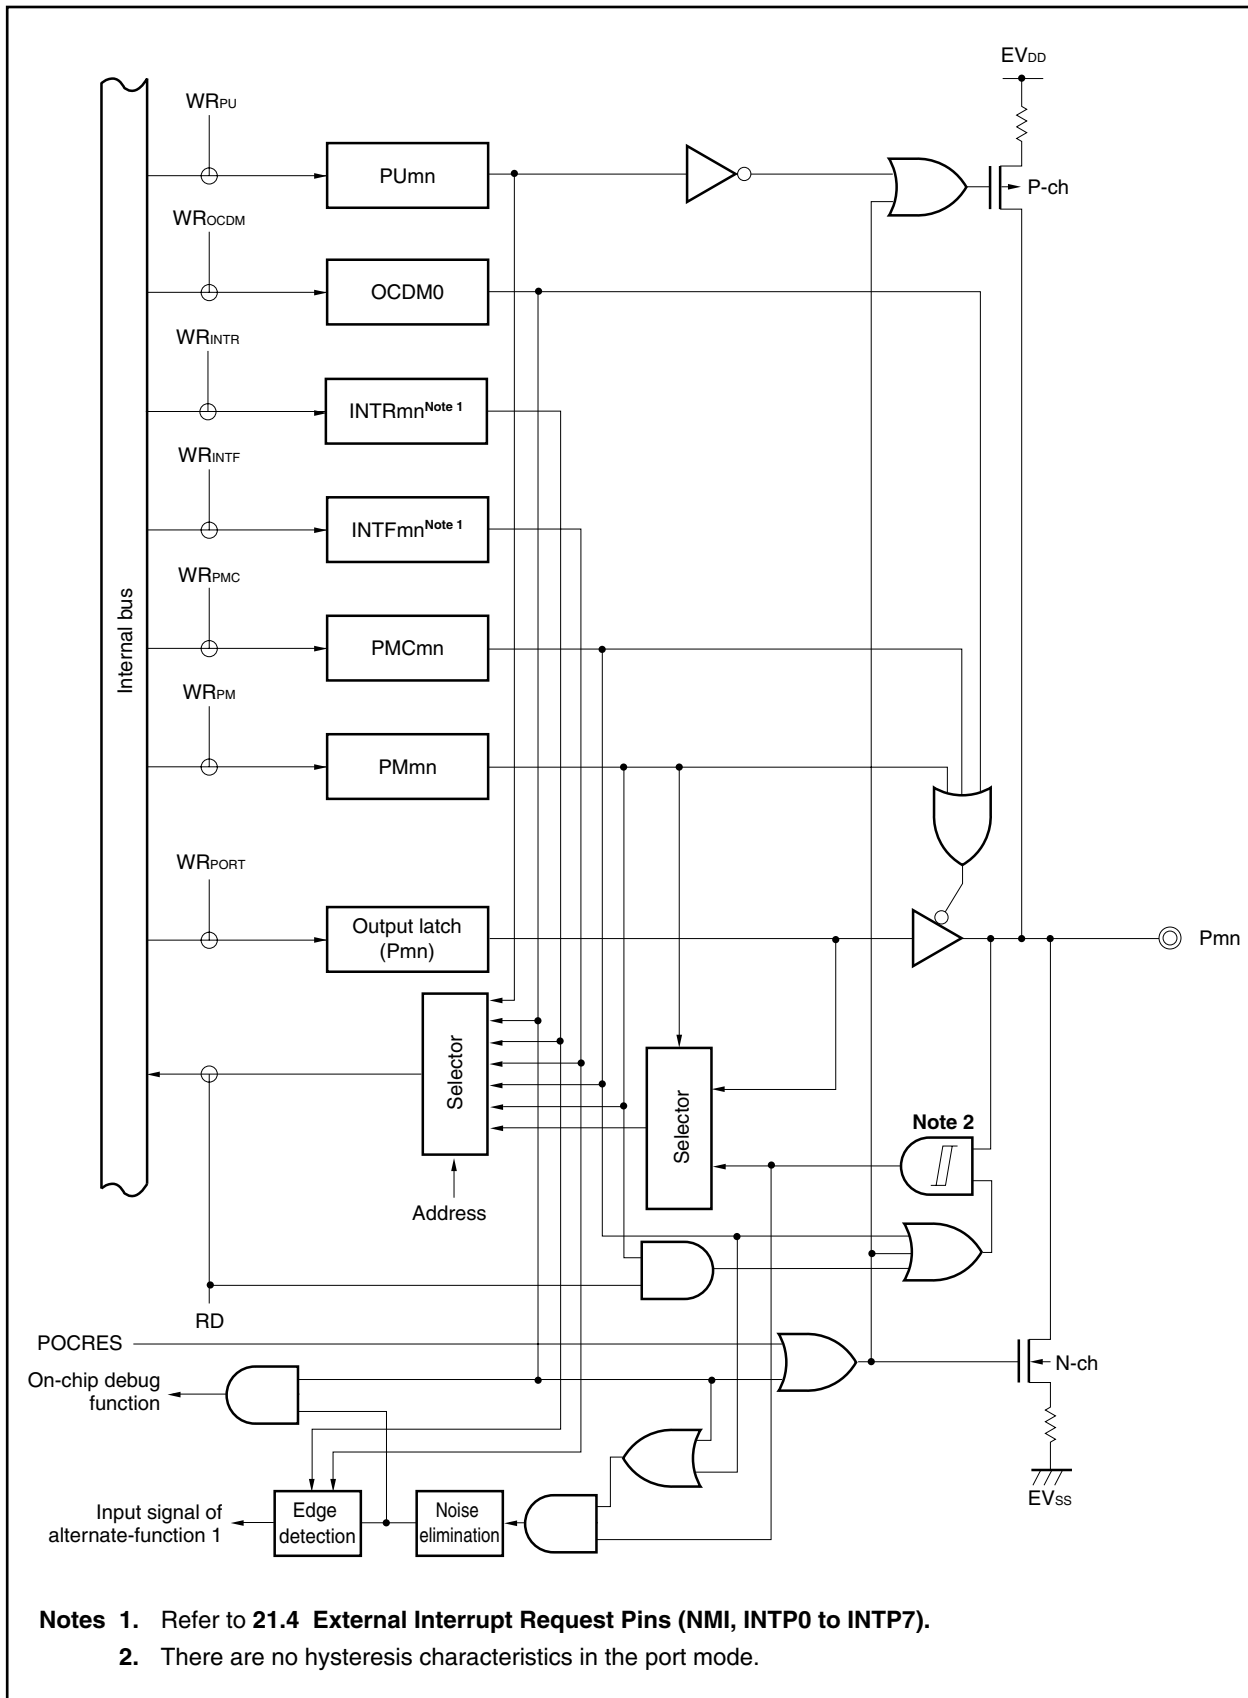 EVDD
WRPU
PUmn
P-ch
WROCDM
OCDM0
WRINTR
INTRmnNote 1
WRINTF
INTFmnNote 1
WRPMC
PMCmn
Internal bus
WRPM
PMmn
WRPORT
Output latch
(Pmn)
Pmn
Selector
Selector
Note 2
Address
RD
POCRES
N-ch
On-chip debug
function
EVSS
Input signal of
alternate-function 1
Edge
detection
Noise
elimination
Notes 1. Refer to 21.4 External Interrupt Request Pins (NMI, INTP0 to INTP7).
2. There are no hysteresis characteristics in the port mode.